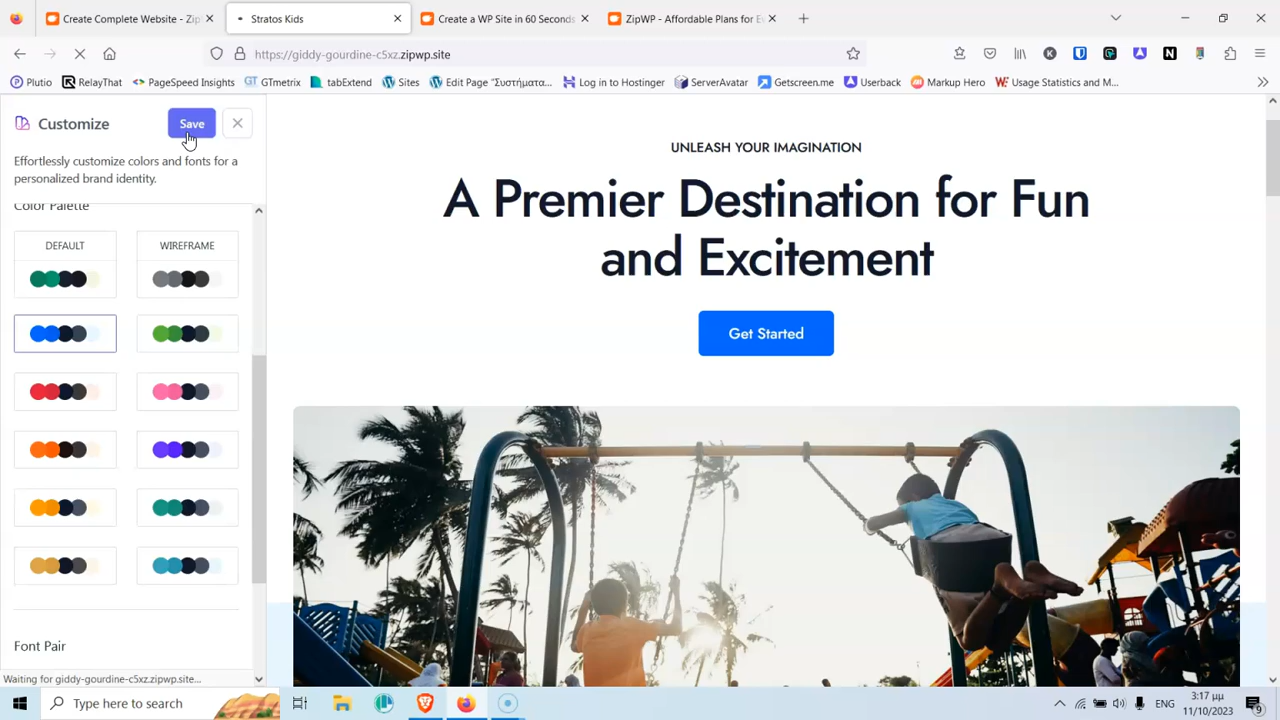 Create Complete Website - Zip
Stratos Kids
Create a WP Site in 60 Seconds
ZipWP - Affordable Plans for E
https://giddy-gourdine-c5xz.zipwp.site
Plutio
RelayThat
PageSpeed Insights
GTmetrix
tabExtend
Sites
Edit Page "Συστήματα...
Log in to Hostinger
ServerAvatar
Getscreen.me
Userback
Markup Hero
Usage Statistics and M...
Customize
Save
Effortlessly customize colors and fonts for a
personalized brand identity.
Color Palette
DEFAULT
WIREFRAME
Font Pair
Waiting for giddy-gourdine-c5xz.zipwp.site...
UNLEASH YOUR IMAGINATION
A Premier Destination for Fun
and Excitement
Get Started
Type here to search
ENG
3:17 μμ
11/10/2023
9